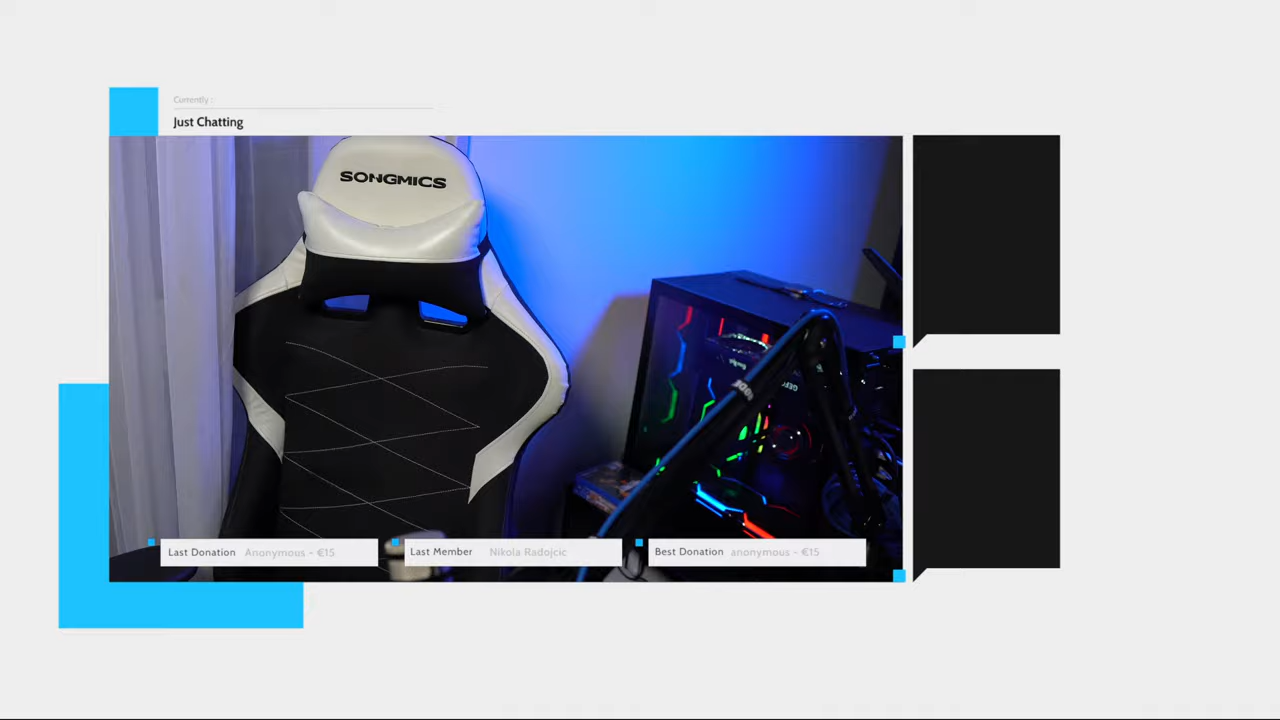 Currently :
Just Chatting
SONGMICS
Last Donation Anonymous - €15
Last Member Nikola Radojcic
Best Donation anonymous - €15